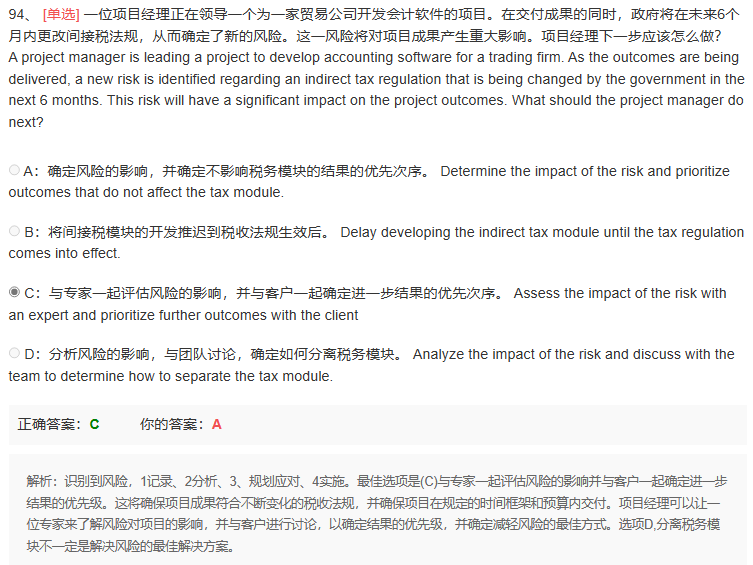 94、 [单选] 一位项目经理正在领导一个为一家贸易公司开发会计软件的项目。在交付成果的同时，政府将在未来6个
月内更改间接税法规，从而确定了新的风险。这一风险将对项目成果产生重大影响。项目经理下一步应该怎么做？
A project manager is leading a project to develop accounting software for a trading firm. As the outcomes are being
delivered, a new risk is identified regarding an indirect tax regulation that is being changed by the government in the
next 6 months. This risk will have a significant impact on the project outcomes. What should the project manager do
next?
A：确定风险的影响，并确定不影响税务模块的结果的优先次序。 Determine the impact of the risk and prioritize
outcomes that do not affect the tax module.
B：将间接税模块的开发推迟到税收法规生效后。 Delay developing the indirect tax module until the tax regulation
comes into effect.
C：与专家一起评估风险的影响，并与客户一起确定进一步结果的优先次序。 Assess the impact of the risk with
an expert and prioritize further outcomes with the client
D：分析风险的影响，与团队讨论，确定如何分离税务模块。 Analyze the impact of the risk and discuss with the
team to determine how to separate the tax module.
正确答案：C 你的答案：A
解析：识别到风险，1记录、2分析、3、规划应对、4实施。最佳选项是(C)与专家一起评估风险的影响并与客户一起确定进一步
结果的优先级。这将确保项目成果符合不断变化的税收法规，并确保项目在规定的时间框架和预算内交付。项目经理可以让一
位专家来了解风险对项目的影响，并与客户进行讨论，以确定结果的优先级，并确定减轻风险的最佳方式。选项D,分离税务模
块不一定是解决风险的最佳解决方案。